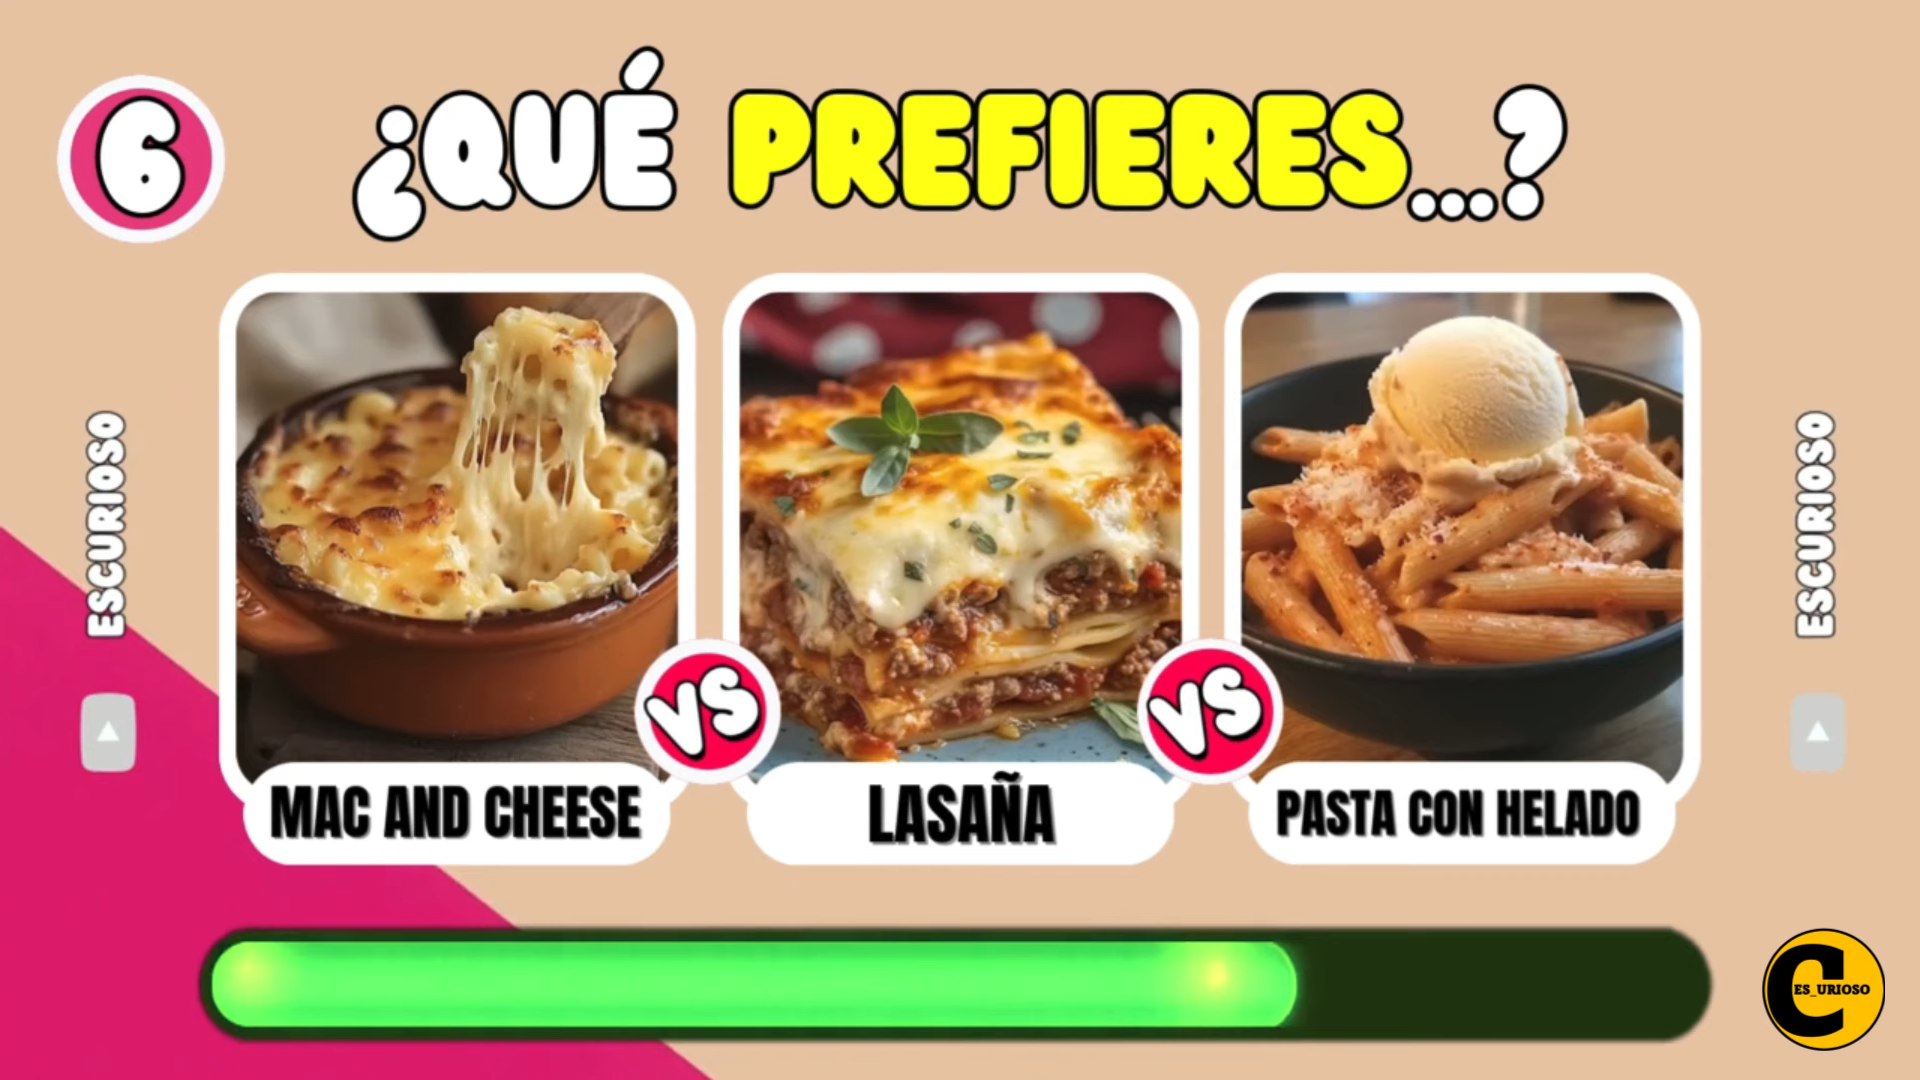 6
¿QUÉ PREFIERES...?
ESCURIOSO
ESCURIOSO
VS
VS
MAC AND CHEESE
LASAÑA
PASTA CON HELADO
C
ES_URIOSO